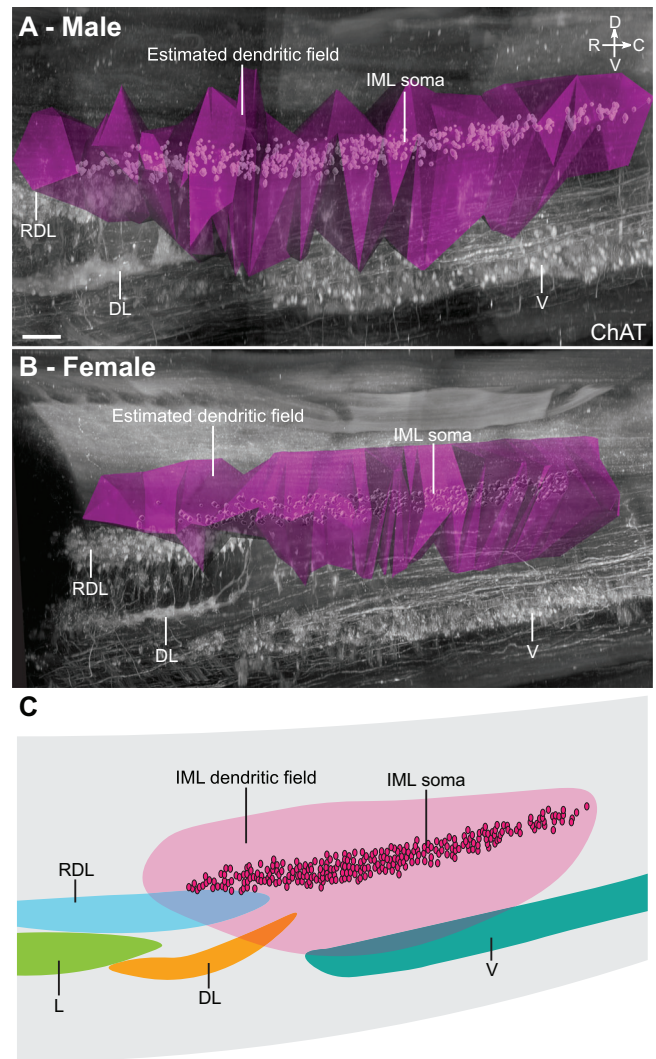 A - Male
D
R C
V
Estimated dendritic field
IML soma
RDL
DL
V
ChAT
B - Female
Estimated dendritic field
IML soma
RDL
DL
V
C
IML dendritic field
IML soma
RDL
L
DL
V